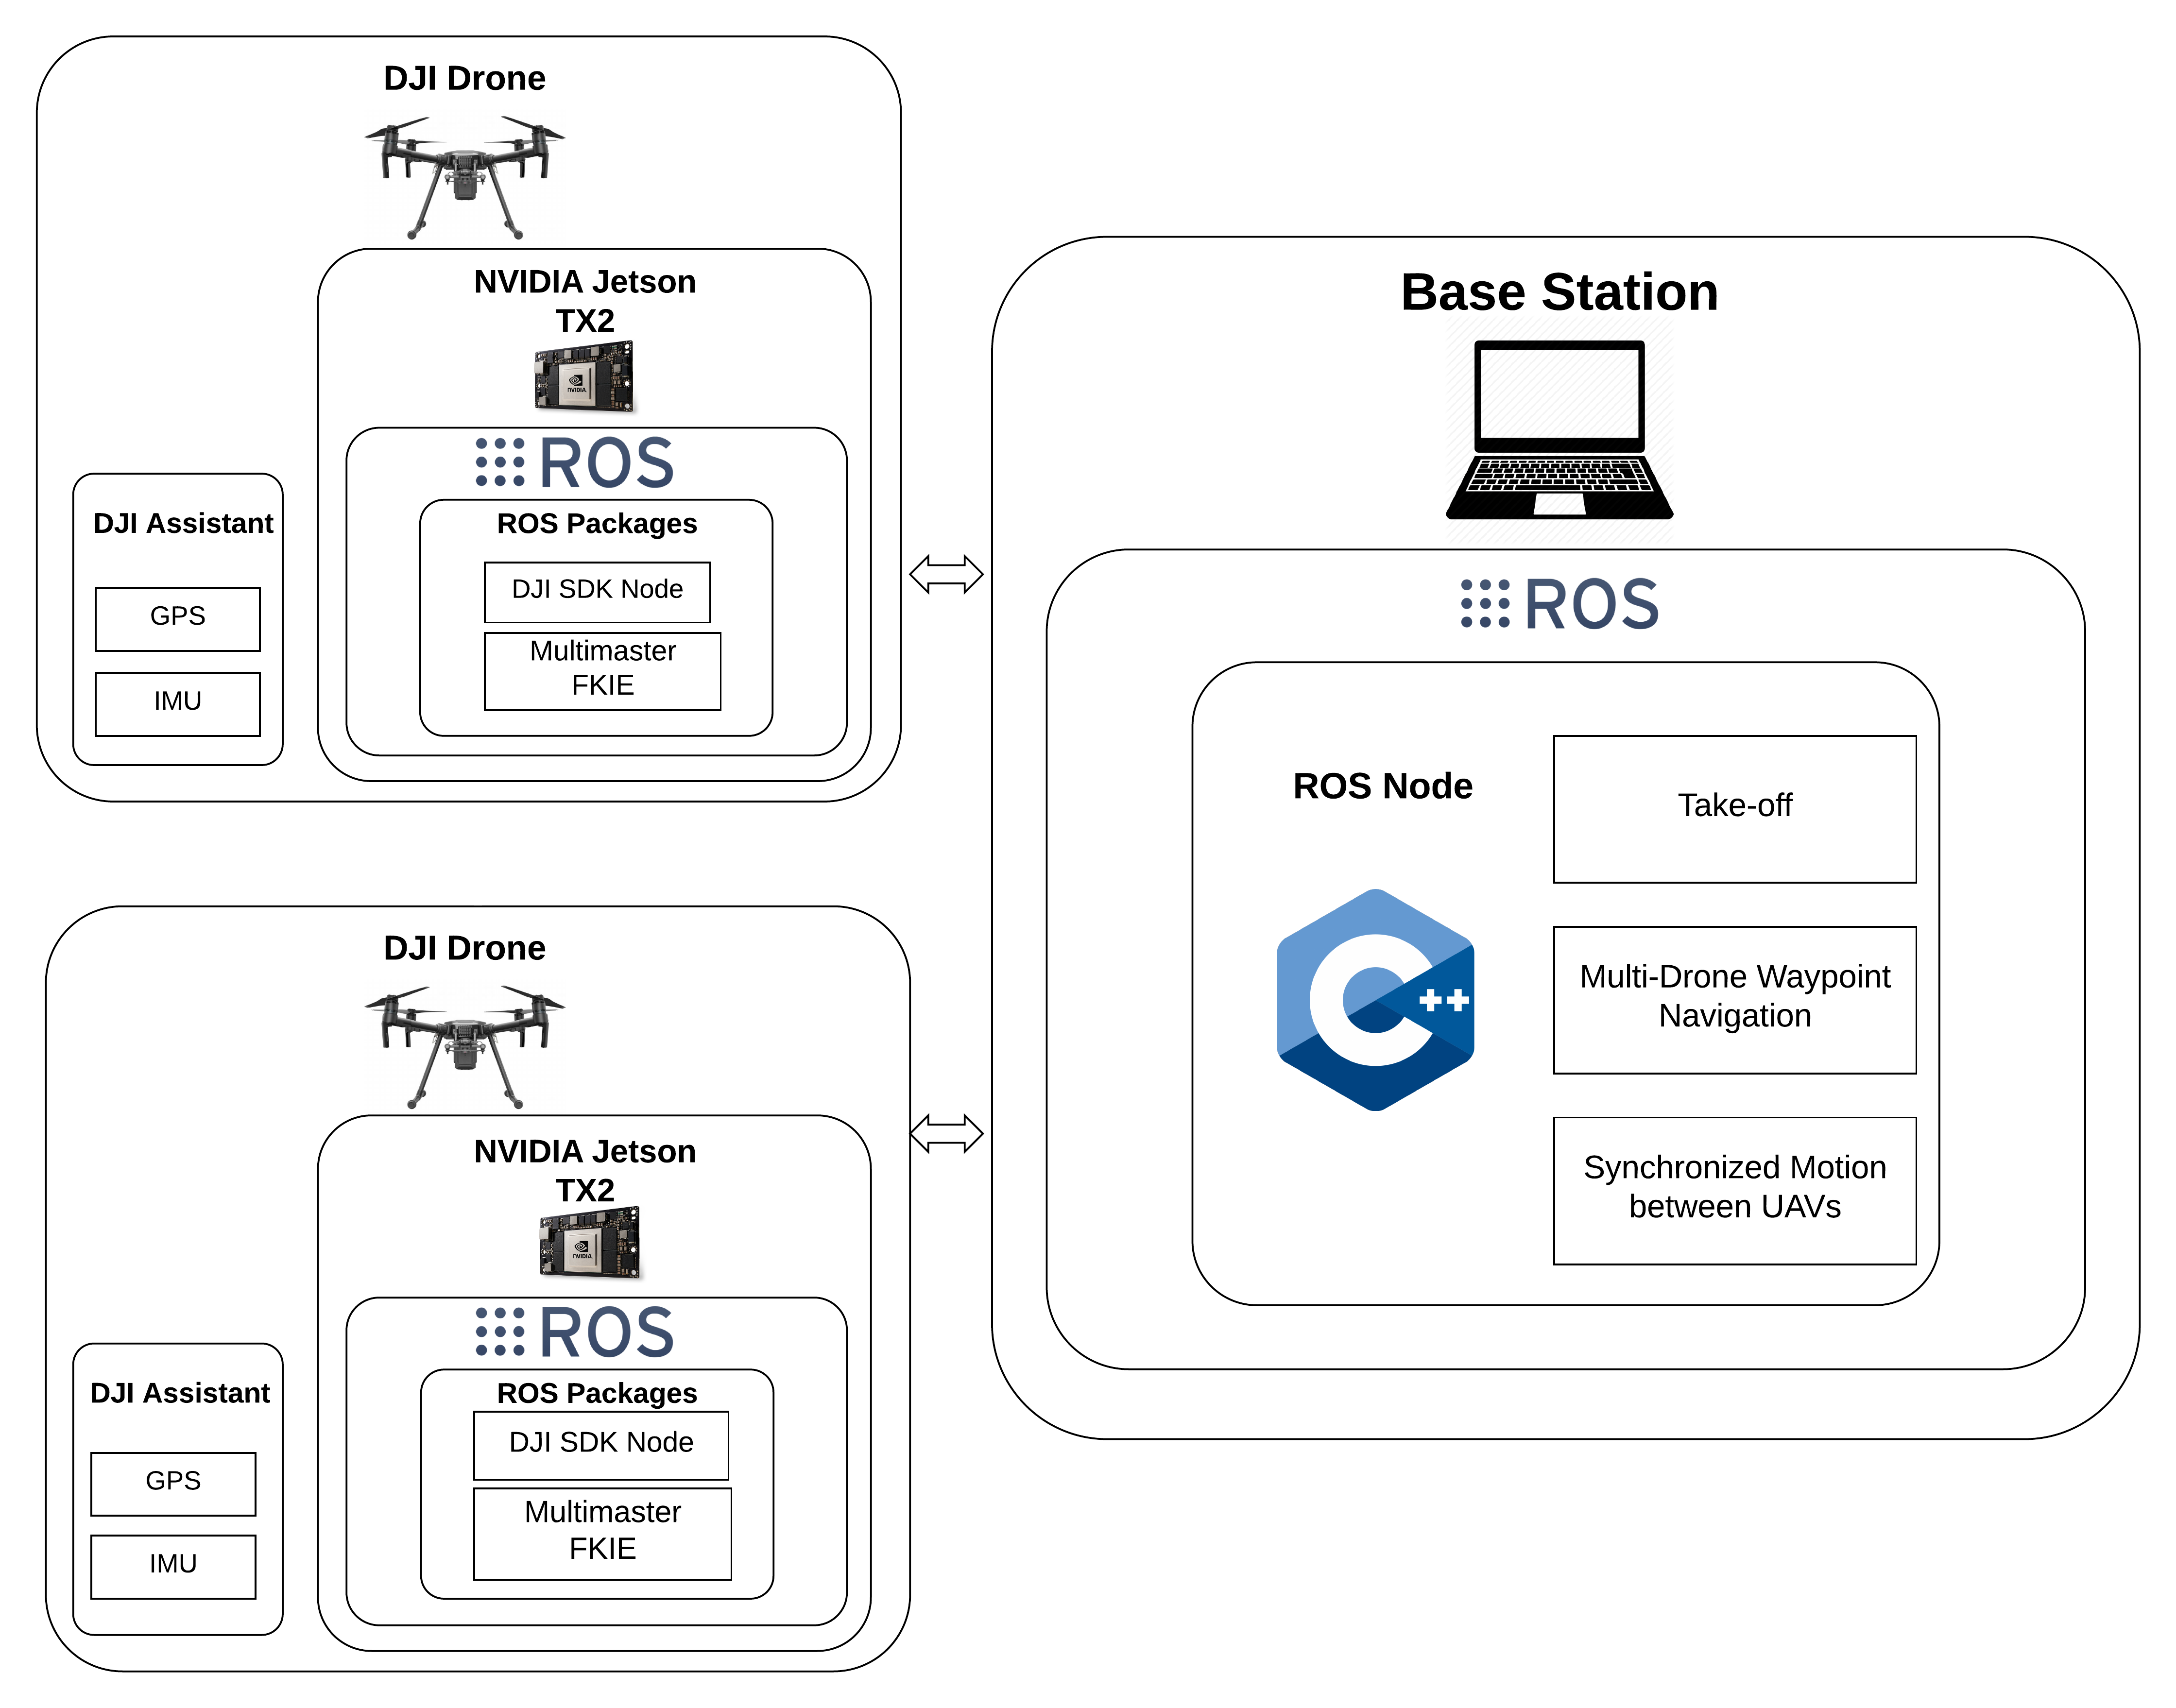 DJI Drone
NVIDIA Jetson
TX2
NVIDIA
ROS
ROS Packages
DJI SDK Node
Multimaster
FKIE
DJI Assistant
GPS
IMU
DJI Drone
NVIDIA Jetson
TX2
NVIDIA
ROS
ROS Packages
DJI SDK Node
Multimaster
FKIE
DJI Assistant
GPS
IMU
Base Station
ROS
ROS Node
C++
Take-off
Multi-Drone Waypoint
Navigation
Synchronized Motion
between UAVs